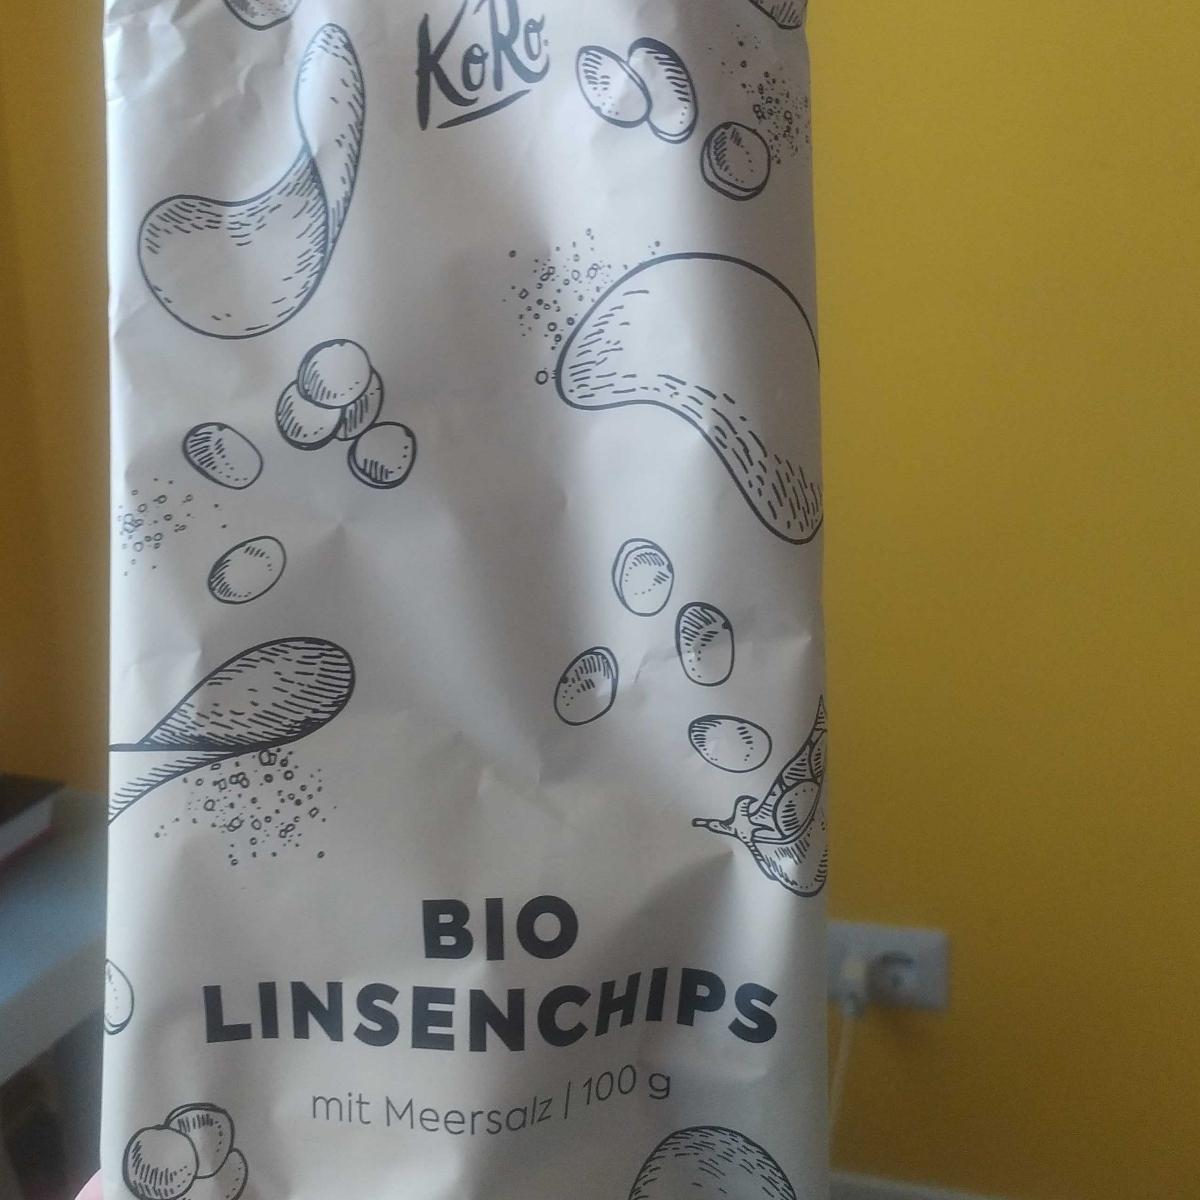 KoRo
BIO
LINSENCHIPS
mit Meersalz | 100 g